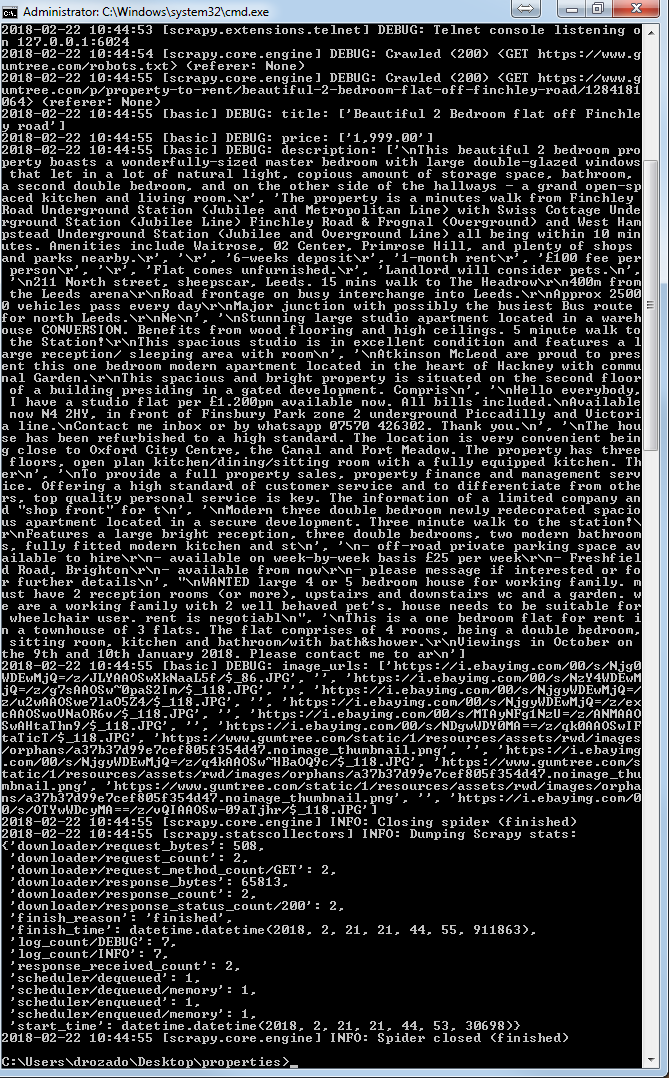 Administrator: C:\Windows\system32\cmd.exe
2018-02-22 10:44:53 [scrapy.extensions.telnet] DEBUG: Telnet console listening o
n 127.0.0.1:6024
2018-02-22 10:44:54 [scrapy.core.engine] DEBUG: Crawled (200) <GET https://www.g
umtree.com/robots.txt> (referer: None)
2018-02-22 10:44:55 [scrapy.core.engine] DEBUG: Crawled (200) <GET https://www.g
umtree.com/p/property-to-rent/beautiful-2-bedroom-flat-off-finchley-road/1284181
064> (referer: None)
2018-02-22 10:44:55 [basic] DEBUG: title: ['Beautiful 2 Bedroom flat off Finchle
y road']
2018-02-22 10:44:55 [basic] DEBUG: price: ['1,999.00']
2018-02-22 10:44:55 [basic] DEBUG: description: ['\nThis beautiful 2 bedroom pro
perty boasts a wonderfully-sized master bedroom with large double-glazed windows
 that let in a lot of natural light, copious amount of storage space, bathroom,
a second double bedroom, and on the other side of the hallways - a grand open-sp
aced kitchen and living room.\r', 'The property is a minutes walk from Finchley
Road Underground Station (Jubilee and Metropolitan Line) with Swiss Cottage Unde
rground Station (Jubilee Line) Finchley Road & Frognal (Overground) and West Ham
pstead Underground Station (Jubilee and Overground Line) all being within 10 min
utes. Amenities include Waitrose, 02 Center, Primrose Hill, and plenty of shops
and parks nearby.\r', '\r', '6-weeks deposit\r', '1-month rent\r', '£100 fee per
 person\r', '\r', 'Flat comes unfurnished.\r', 'Landlord will consider pets.\n',
 '\n211 North street, sheepscar, Leeds. 15 mins walk to The Headrow\r\n400m from
 the Leeds arena\r\nRoad frontage on busy interchange into Leeds.\r\nApprox 2500
0 vehicles pass every day\r\nMajor junction with possibly the busiest Bus route
for north Leeds.\r\nNe\n', '\nStunning large studio apartment located in a wareh
ouse CONVERSION. Benefits from wood flooring and high ceilings. 5 minute walk to
 the Station!\r\nThis spacious studio is in excellent condition and features a l
arge reception/ sleeping area with room\n', '\nAtkinson McLeod are proud to pres
ent this one bedroom modern apartment located in the heart of Hackney with commu
nal Garden.\r\nThis spacious and bright property is situated on the second floor
 of a building presiding in a gated development. Compris\n', '\nHello everybody,
 I have a studio flat per £1.200pm available now. All bills included.\nAvailable
 now N4 2HY, in front of Finsbury Park zone 2 underground Piccadilly and Victori
a line.\nContact me inbox or by whatsapp 07570 426302. Thank you.\n', '\nThe hou
se has been refurbished to a high standard. The location is very convenient bein
g close to Oxford City Centre, the Canal and Port Meadow. The property has three
 floors, open plan kitchen/dining/sitting room with a fully equipped kitchen. Th
er\n', '\nTo provide a full property sales, property finance and management serv
ice. Offering a high standard of customer service and to differentiate from othe
rs, top quality personal service is key. The information of a limited company an
d "shop front" for t\n', '\nModern three double bedroom newly redecorated spacio
us apartment located in a secure development. Three minute walk to the station!\
r\nFeatures a large bright reception, three double bedrooms, two modern bathroom
s, fully fitted modern kitchen and st\n', '\n- off-road private parking space av
ailable to hire\r\n- available on week-by-week basis £25 per week\r\n- Freshfiel
d Road, Brighton\r\n- available from now\r\n- please message if interested or fo
r further details\n', "\nWANTED large 4 or 5 bedroom house for working family. m
ust have 2 reception rooms (or more), upstairs and downstairs wc and a garden. w
e are a working family with 2 well behaved pet's. house needs to be suitable for
 wheelchair user. rent is negotiabl\n", '\nThis is a one bedroom flat for rent i
n a townhouse of 3 flats. The flat comprises of 4 rooms, being a double bedroom,
 sitting room, kitchen and bathroom/with bath&shower.\r\nViewings in October on
the 9th and 10th January 2018. Please contact me to ar\n']
2018-02-22 10:44:55 [basic] DEBUG: image_urls: ['https://i.ebayimg.com/00/s/Njg0
WDEwMjQ=/z/JLYAAOSwXkNaaL5f/$_86.JPG', '', 'https://i.ebayimg.com/00/s/NzY4WDEwM
jQ=/z/g7sAAOSw~0paS2Im/$_118.JPG', '', 'https://i.ebayimg.com/00/s/NjgyWDEwMjQ=/
z/u2wAAOSwe71aO5Z4/$_118.JPG', '', 'https://i.ebayimg.com/00/s/NjgyWDEwMjQ=/z/ex
cAAOSwoUNaOR6v/$_118.JPG', '', 'https://i.ebayimg.com/00/s/MTAyNFg1NzU=/z/ANMAAO
SwAHtaThn9/$_118.JPG', '', 'https://i.ebayimg.com/00/s/NDgwWDY0MA==/z/qk0AAOSwIF
taTicT/$_118.JPG', 'https://www.gumtree.com/static/1/resources/assets/rwd/images
/orphans/a37b37d99e7cef805f354d47.noimage_thumbnail.png', '', 'https://i.ebayimg
.com/00/s/NjgyWDEwMjQ=/z/q4kAAOSw~HBaOQ9c/$_118.JPG', 'https://www.gumtree.com/s
tatic/1/resources/assets/rwd/images/orphans/a37b37d99e7cef805f354d47.noimage_thu
mbnail.png', 'https://www.gumtree.com/static/1/resources/assets/rwd/images/orpha
ns/a37b37d99e7cef805f354d47.noimage_thumbnail.png', '', 'https://i.ebayimg.com/0
0/s/OTYwWDcyMA==/z/uQIAAOSw-09aTjhr/$_118.JPG']
2018-02-22 10:44:55 [scrapy.core.engine] INFO: Closing spider (finished)
2018-02-22 10:44:55 [scrapy.statscollectors] INFO: Dumping Scrapy stats:
{'downloader/request_bytes': 508,
 'downloader/request_count': 2,
 'downloader/request_method_count/GET': 2,
 'downloader/response_bytes': 65813,
 'downloader/response_count': 2,
 'downloader/response_status_count/200': 2,
 'finish_reason': 'finished',
 'finish_time': datetime.datetime(2018, 2, 21, 21, 44, 55, 911863),
 'log_count/DEBUG': 7,
 'log_count/INFO': 7,
 'response_received_count': 2,
 'scheduler/dequeued': 1,
 'scheduler/dequeued/memory': 1,
 'scheduler/enqueued': 1,
 'scheduler/enqueued/memory': 1,
 'start_time': datetime.datetime(2018, 2, 21, 21, 44, 53, 30698)}
2018-02-22 10:44:55 [scrapy.core.engine] INFO: Spider closed (finished)
C:\Users\drozado\Desktop\properties>_